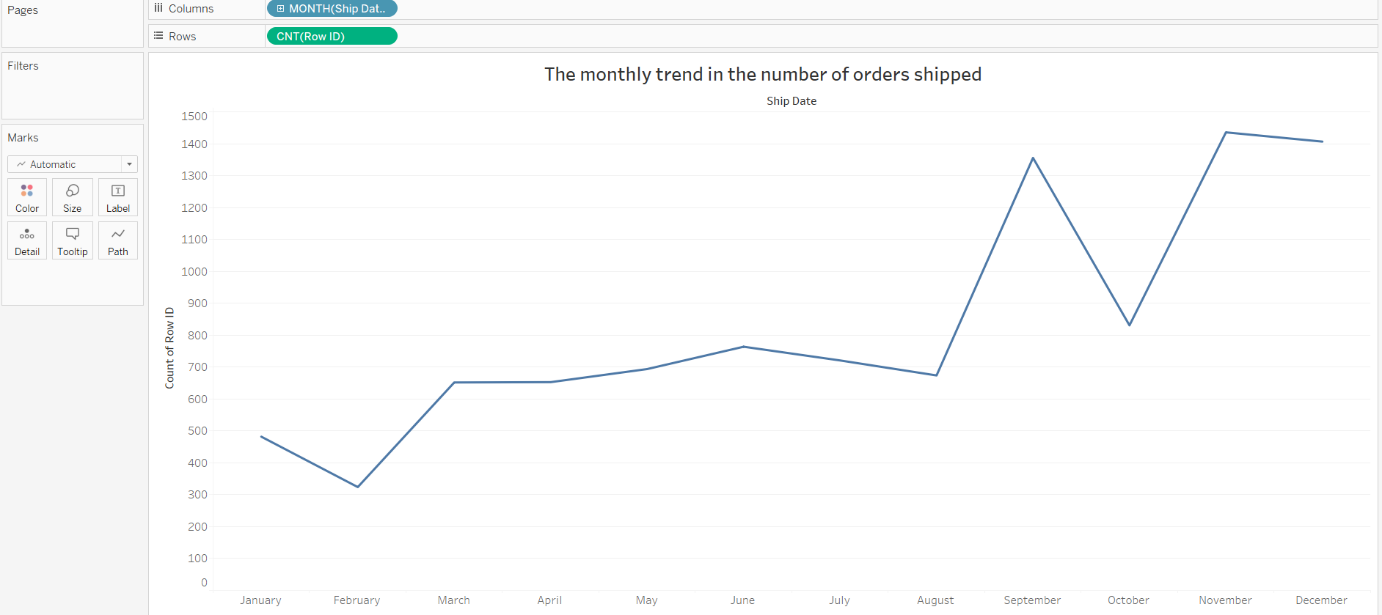 Pages
Columns
MONTH(Ship Dat..
Rows
CNT(Row ID)
Filters
Marks
Automatic
Color Size Label
Detail Tooltip Path
The monthly trend in the number of orders shipped
Ship Date
Count of Row ID
1500
1400
1300
1200
1100
1000
900
800
700
600
500
400
300
200
100
0
January February March April May June July August September October November December